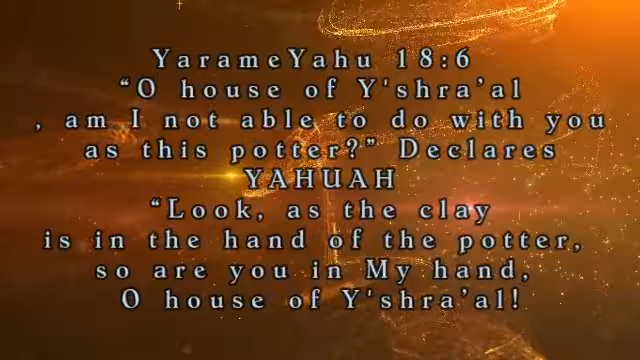 YarameYahu 18:6
“O house of Y'shra’al
, am I not able to do with you
as this potter?” Declares
YAHUAH
“Look, as the clay
is in the hand of the potter,
so are you in My hand,
O house of Y'shra’al!